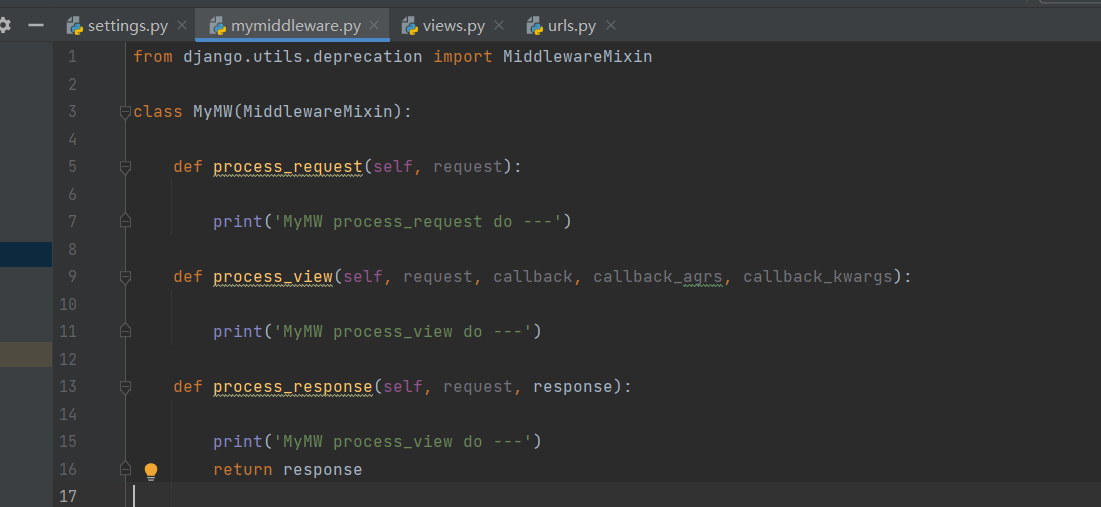 settings.py mymiddleware.py views.py urls.py
1 from django.utils.deprecation import MiddlewareMixin
2
3 class MyMW(MiddlewareMixin):
4
5 def process_request(self, request):
6
7 print('MyMW process_request do ---')
8
9 def process_view(self, request, callback, callback_aqrs, callback_kwargs):
10
11 print('MyMW process_view do ---')
12
13 def process_response(self, request, response):
14
15 print('MyMW process_view do ---')
16 return response
17